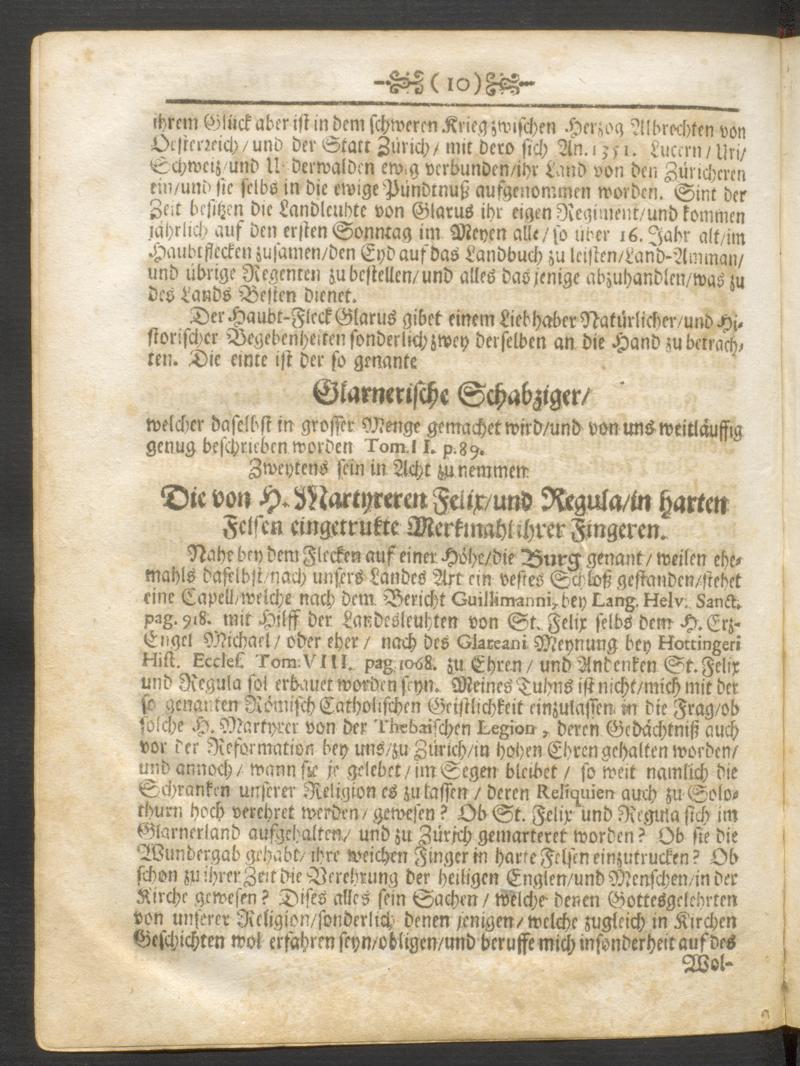 ( 10 )
ihrem Glück aber ist in dem schweren Krieg zwischen Herzog Albrechten von
Oesterreich/ und der Statt Zürich/ mit dero sich An. 1351. Lucern/ Uri/
Schweiz/ und U derwalden ewig verbunden/ ihr Land von den Züricheren
ein/ und sie selbs in die ewige Pündtnuß aufgenommen worden. Sint der
Zeit besitzen die Landleuhte von Glarus ihr eigen Regiment/ und kommen
jährlich auf den ersten Sonntag im Meyen alle/ so über 16. Jahr alt/ im
Haubtflecken zusamen/ den Eyd auf das Landbuch zu leisten/ Land-Amman/
und übrige Regenten zu bestellen/ und alles das jenige abzuhandlen/ was zu
des Lands Besten dienet.
Der Haubt-Fleck Glarus gibet einem Liebhaber Natürlicher/ und Hi-
storischer Begebenheiten sonderlich zwey derselben an die Hand zu betrach-
ten. Die einte ist der so genante
Glarnerische Schabziger/
welcher daselbst in grosser Menge gemachet wird/ und von uns weitläuffig
genug beschrieben worden Tom. II. p. 89.
Zweytens sein in Acht zu nemmen
Die von H. Martyreren Felix/ und Regula/ in harten
Felsen eingetrukte Merkmahl ihrer Fingeren.
Nahe bey dem Flecken auf einer Höhe/ die Burg genant/ weilen ehe-
mahls daselbst/ nach unsers Landes Art ein vestes Schloß gestanden/ stehet
eine Capell/ welche nach dem Bericht Guillimanni, bey Lang. Helv. Sanct.
pag. 918. mit Hilff der Landesleuhten von St. Felix selbs dem H. Erz-
Engel Michael/ oder eher/ nach des Glareani Meynung bey Hottingeri
Hist. Eccles. Tom. VIII. pag. 1068. zu Ehren/ und Andenken St. Felix
und Regula sol erbauet worden seyn. Meines Tuhns ist nicht/ mich mit der
so genanten Römisch Catholischen Geistlichkeit einzulassen in die Frag/ ob
solche H. Martyrer von der Thebaischen Legion, deren Gedächtniß auch
vor der Reformation bey uns/ zu Zürich/ in hohen Ehren gehalten worden/
und annoch/ wann sie je gelebet/ im Segen bleibet/ so weit namlich die
Schranken unserer Religion es zulassen/ deren Reliquien auch zu Solo-
thurn hoch verehret werden/ gewesen? Ob St. Felix und Regula sich im
Glarnerland aufgehalten/ und zu Zürich gemarteret worden? Ob sie die
Wundergab gehabt/ ihre weichen Finger in harte Felsen einzutrucken? Ob
schon zu ihrer Zeit die Verehrung der heiligen Englen/ und Menschen/ in der
Kirche gewesen? Dises alles sein Sachen/ welche denen Gottesgelehrten
von unserer Religion/ sonderlich denen jenigen/ welche zugleich in Kirchen
Geschichten wol erfahren seyn/ obligen/ und beruffe mich insonderheit auf des
Wol-